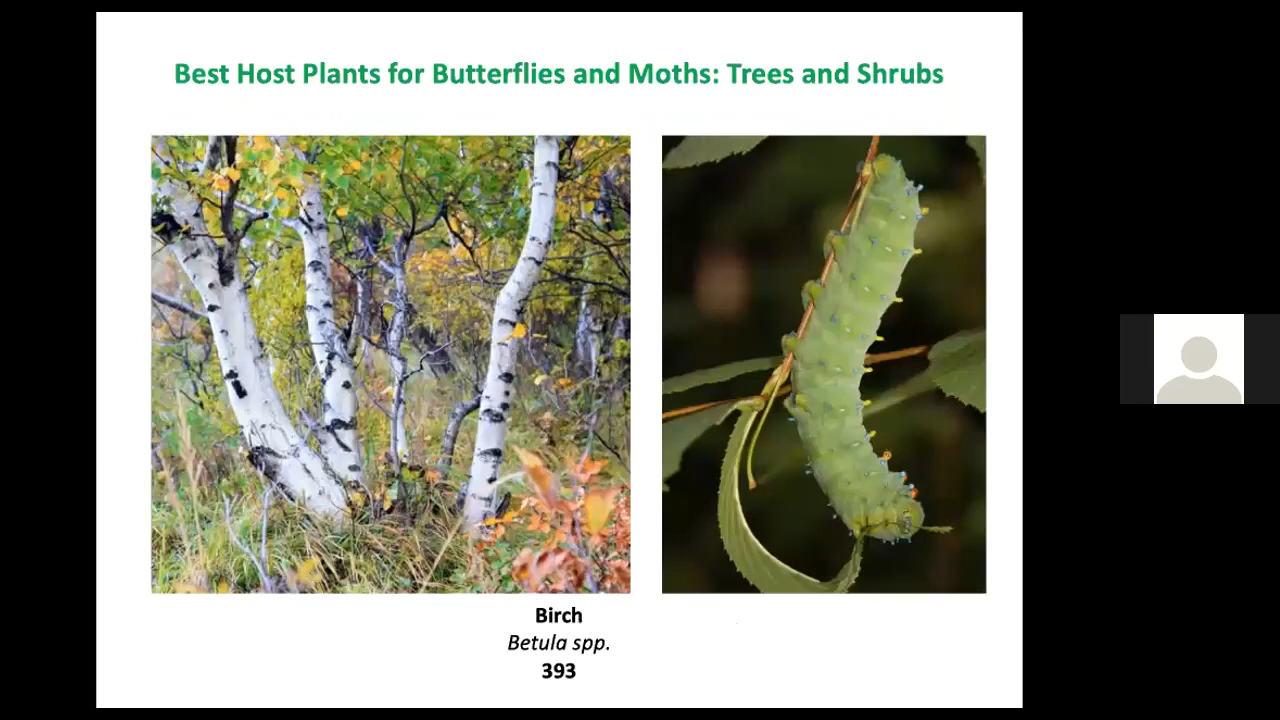 Best Host Plants for Butterflies and Moths: Trees and Shrubs
Birch
Betula spp.
393